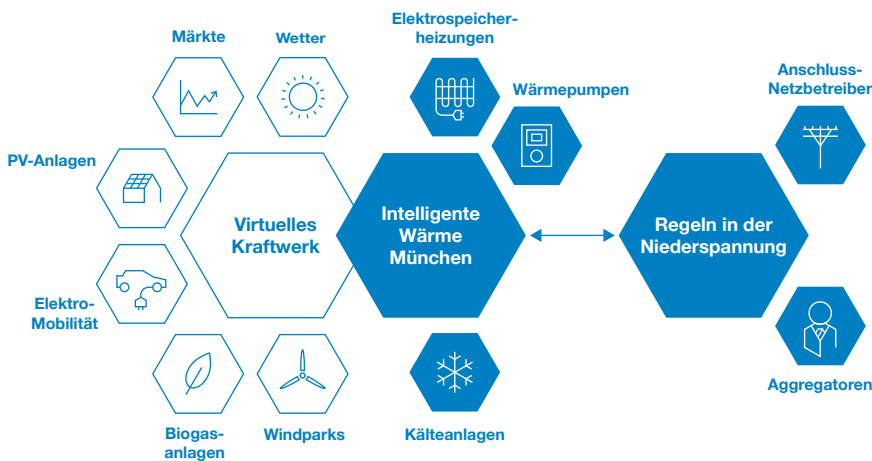 Märkte
Wetter
Elektrospeicher-
heizungen
Wärmepumpen
Anschluss-
Netzbetreiber
PV-Anlagen
Virtuelles
Kraftwerk
Intelligente
Wärme
München
Regeln in der
Niederspannung
Elektro-
Mobilität
Aggregatoren
Biogas-
anlagen
Windparks
Kälteanlagen